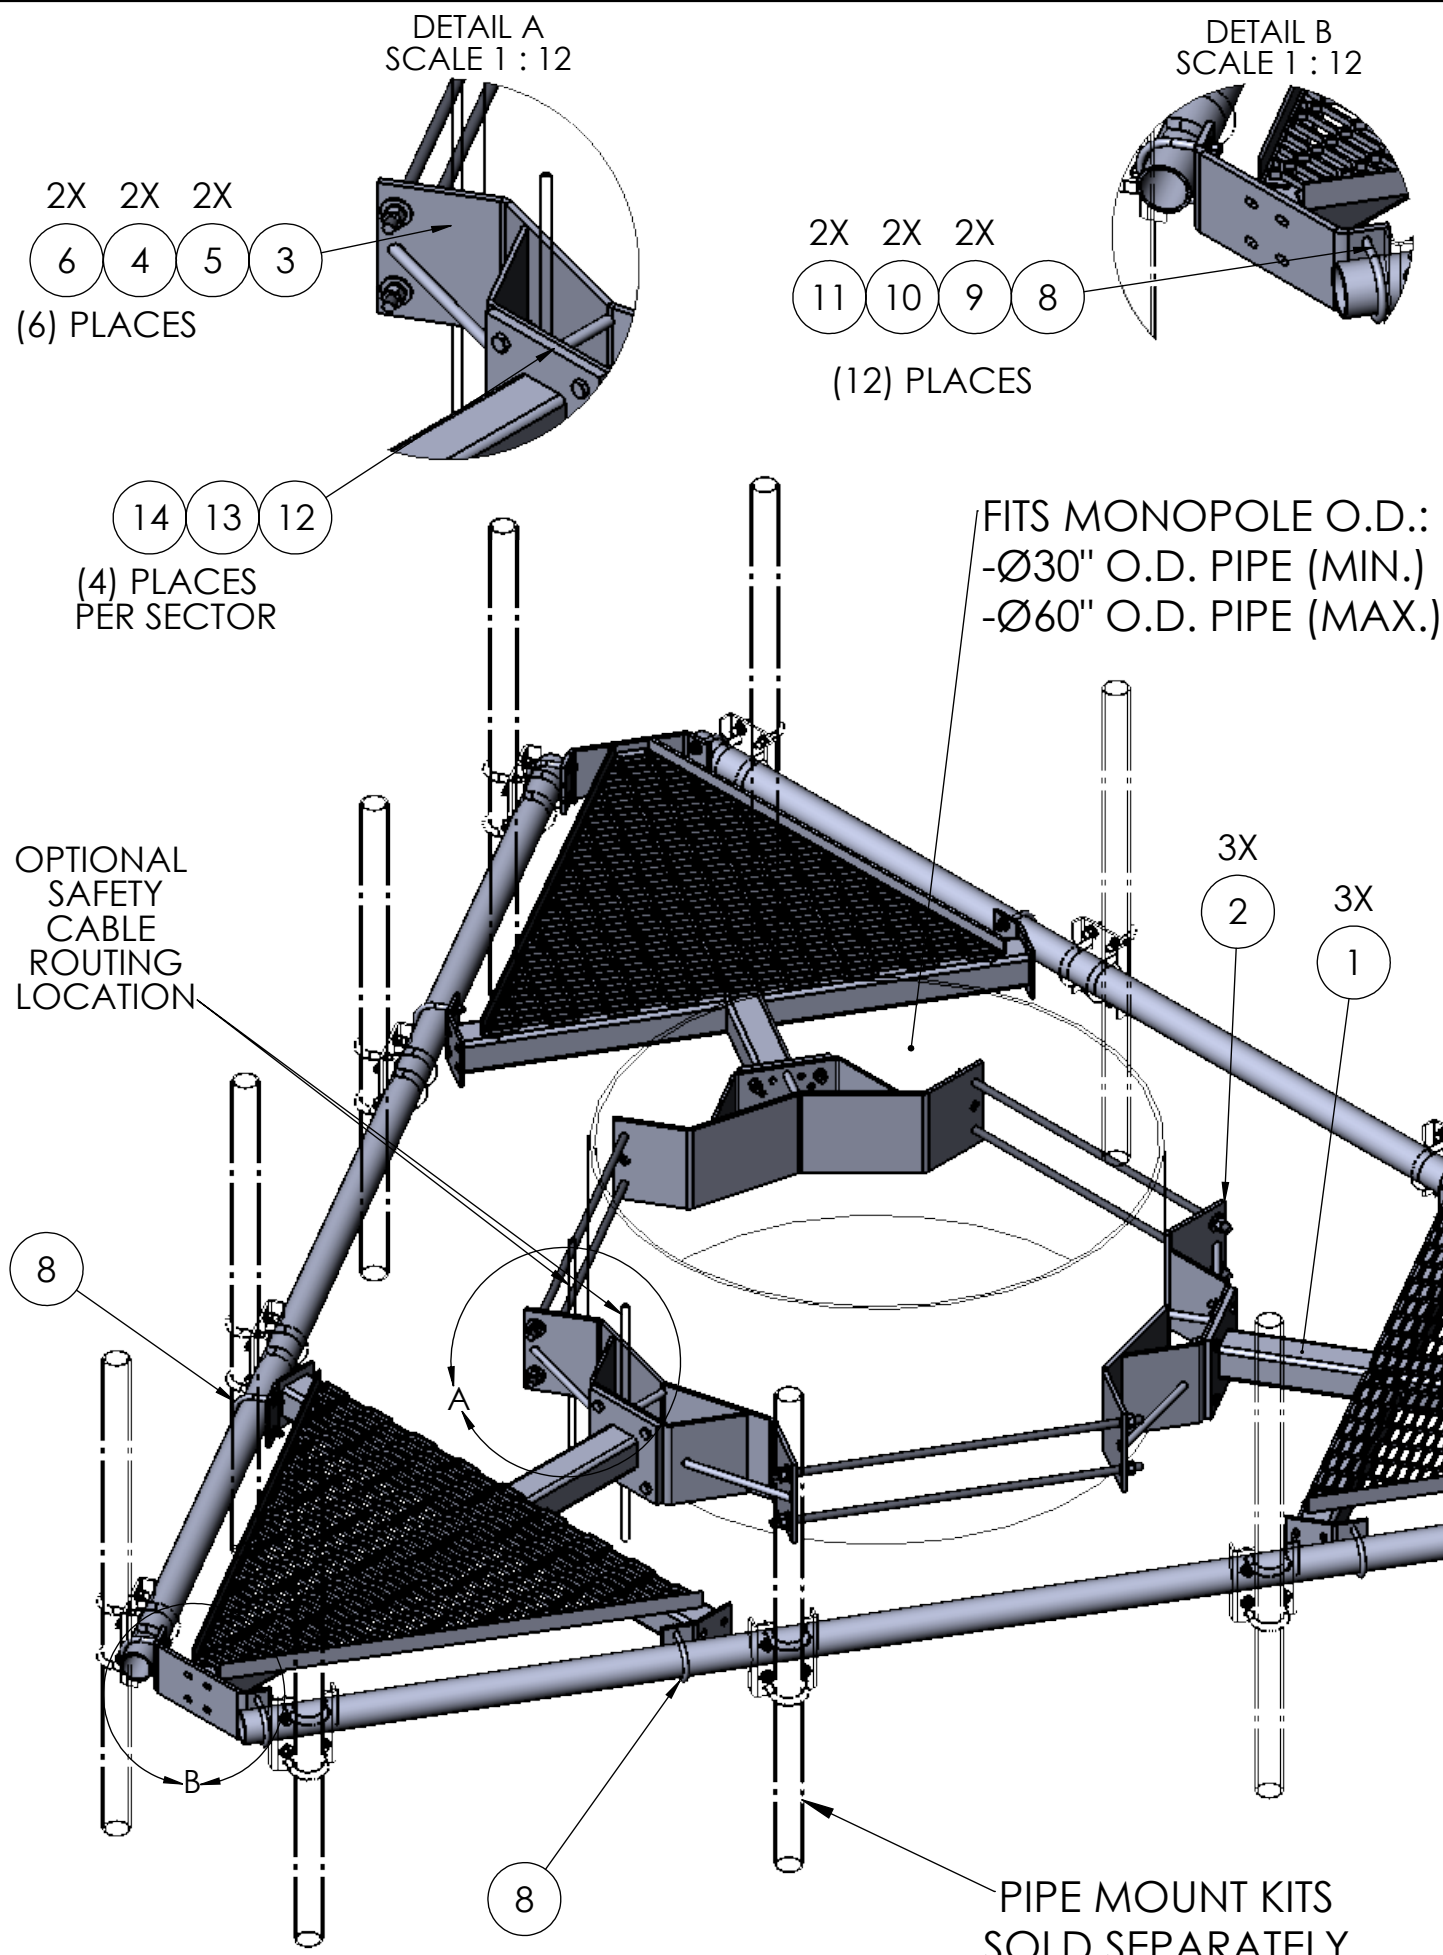 DETAIL A
SCALE 1 : 12
DETAIL B
SCALE 1 : 12
2X 2X 2X
6 4 5 3
(6) PLACES
2X 2X 2X
11 10 9 8
(12) PLACES
14 13 12
(4) PLACES
PER SECTOR
FITS MONOPOLE O.D.:
-Ø30" O.D. PIPE (MIN.)
-Ø60" O.D. PIPE (MAX.)
OPTIONAL
SAFETY
CABLE
ROUTING
LOCATION
3X
2
3X
1
8
A
B
8
PIPE MOUNT KITS
SOLD SEPARATELY